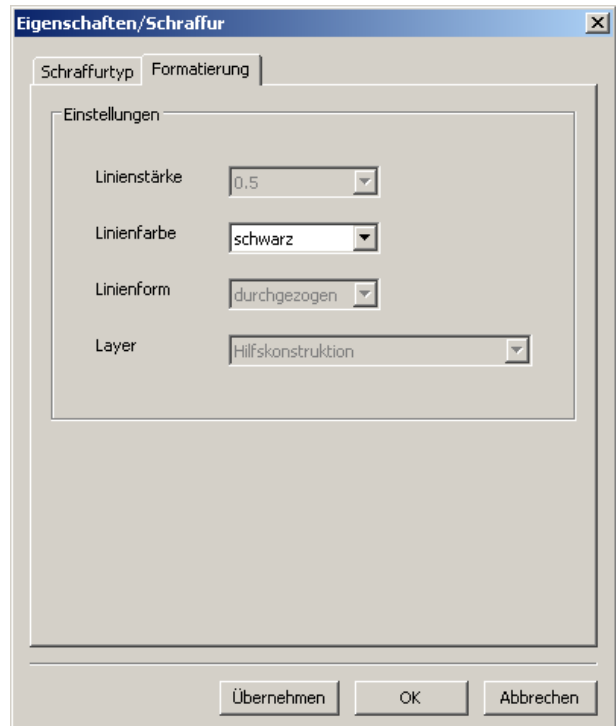 Eigenschaften/Schraffur
Schraffurtyp Formatierung
Einstellungen
Linienstärke 0.5
Linienfarbe schwarz
Linienform durchgezogen
Layer Hilfskonstruktion
Übernehmen OK Abbrechen